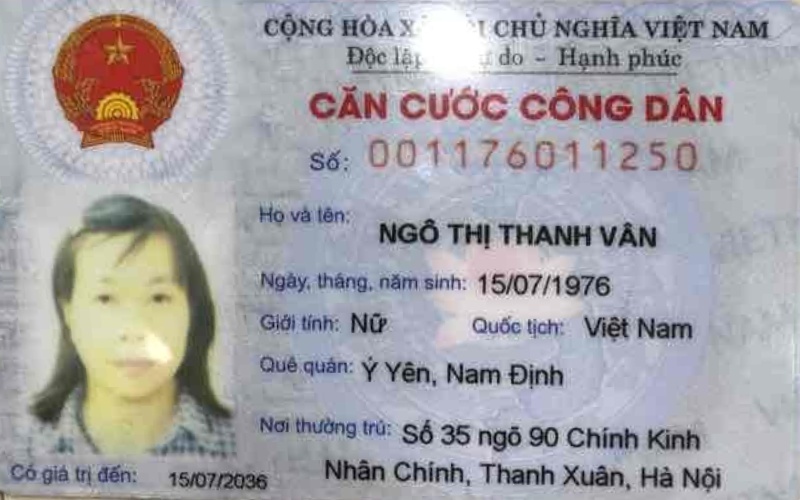 CỘNG HÒA CHỦ NGHĨA VIỆT NAM
Độc lập do - Hạnh phúc
CĂN CƯỚC CÔNG DÂN
Số: 001176011250
Họ và tên: NGÔ THỊ THANH VÂN
Ngày, tháng, năm sinh: 15/07/1976
Giới tính: Nữ Quốc tịch: Việt Nam
Quê quán: Ý Yên, Nam Định
Nơi thường trú: Số 35 ngõ 90 Chính Kinh
Nhân Chính, Thanh Xuân, Hà Nội
Có giá trị đến: 15/07/2036